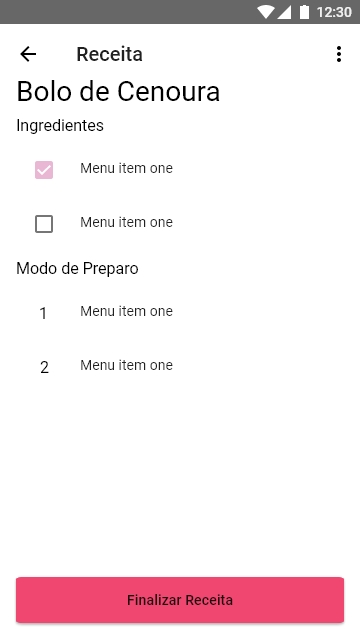 12:30
Receita
Bolo de Cenoura
Ingredientes
Menu item one
Menu item one
Modo de Preparo
1 Menu item one
2 Menu item one
Finalizar Receita